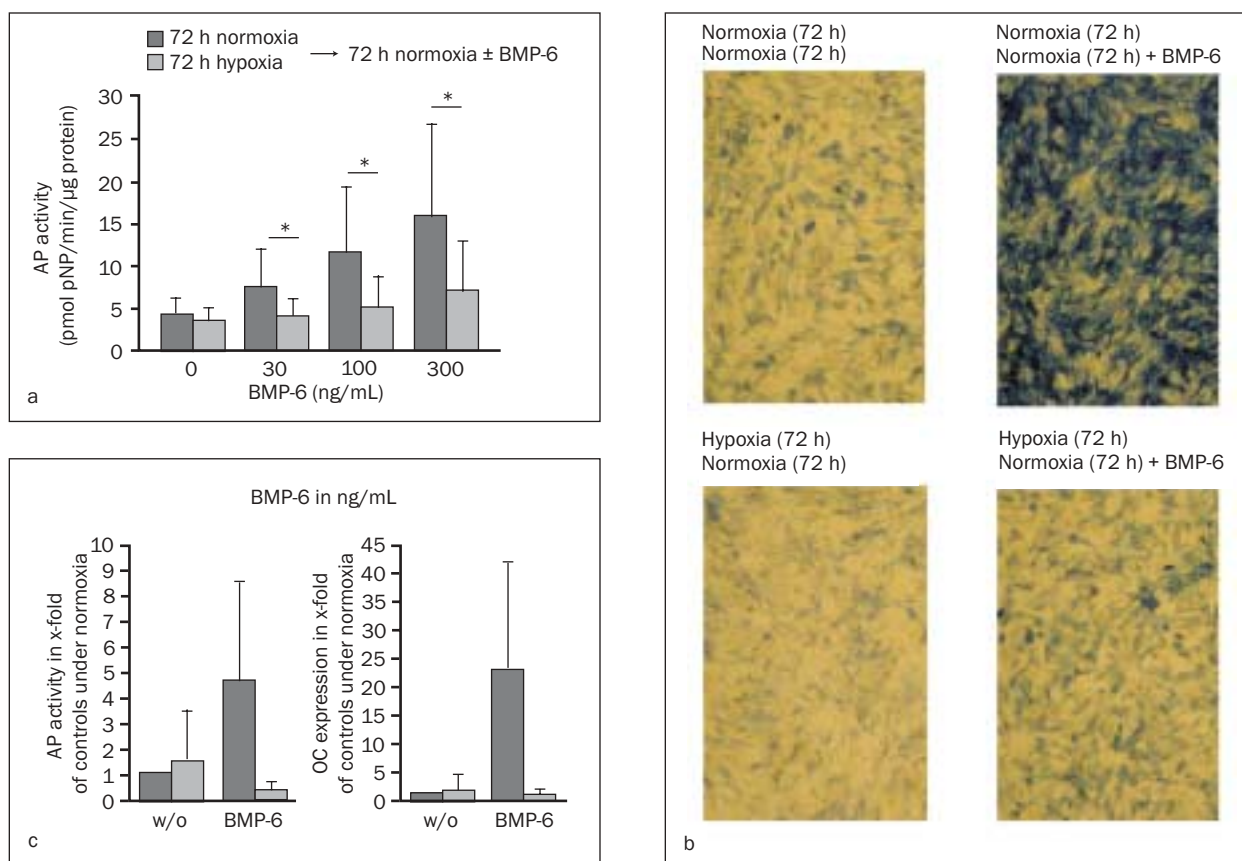 72 h normoxia
72 h hypoxia
72 h normoxia ± BMP-6
AP activity
(pmol pNP/min/µg protein)
30
25
20
15
10
5
0
*
*
*
0 30 100 300
BMP-6 (ng/mL)
a
Normoxia (72 h)
Normoxia (72 h)
Normoxia (72 h)
Normoxia (72 h) + BMP-6
Hypoxia (72 h)
Normoxia (72 h)
Hypoxia (72 h)
Normoxia (72 h) + BMP-6
b
BMP-6 in ng/mL
AP activity in x-fold
of controls under normoxia
10
9
8
7
6
5
4
3
2
1
0
w/o BMP-6
OC expression in x-fold
of controls under normoxia
45
40
35
30
25
20
15
10
5
0
w/o BMP-6
c